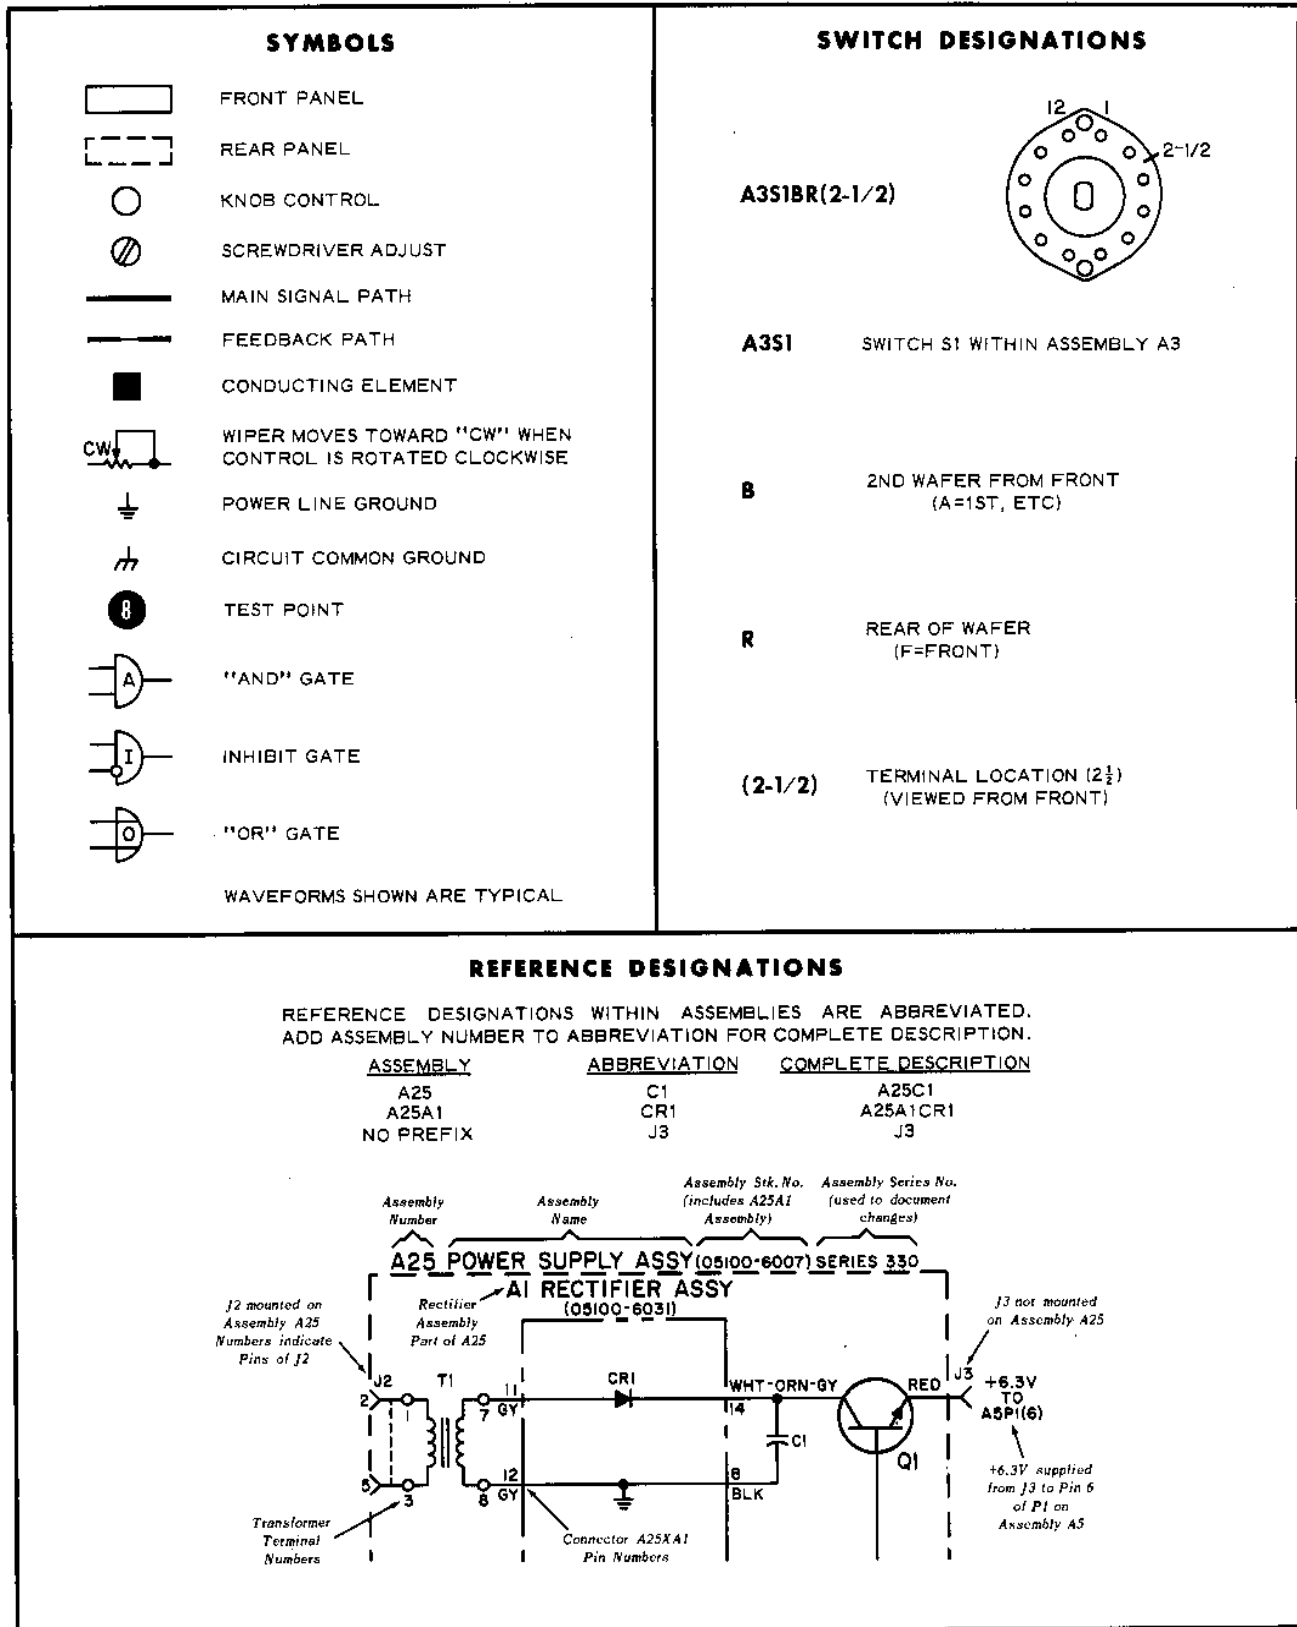 SYMBOLS
FRONT PANEL
REAR PANEL
KNOB CONTROL
SCREWDRIVER ADJUST
MAIN SIGNAL PATH
FEEDBACK PATH
CONDUCTING ELEMENT
CW
WIPER MOVES TOWARD "CW" WHEN
CONTROL IS ROTATED CLOCKWISE
POWER LINE GROUND
CIRCUIT COMMON GROUND
8
TEST POINT
A
"AND" GATE
I
INHIBIT GATE
O
"OR" GATE
WAVEFORMS SHOWN ARE TYPICAL
SWITCH DESIGNATIONS
12 1
2-1/2
A3S1BR(2-1/2)
A3S1 SWITCH S1 WITHIN ASSEMBLY A3
B 2ND WAFER FROM FRONT
(A=1ST, ETC)
R REAR OF WAFER
(F=FRONT)
(2-1/2) TERMINAL LOCATION (2½)
(VIEWED FROM FRONT)
REFERENCE DESIGNATIONS
REFERENCE DESIGNATIONS WITHIN ASSEMBLIES ARE ABBREVIATED.
ADD ASSEMBLY NUMBER TO ABBREVIATION FOR COMPLETE DESCRIPTION.
ASSEMBLY ABBREVIATION COMPLETE DESCRIPTION
A25 C1 A25C1
A25A1 CR1 A25A1CR1
NO PREFIX J3 J3
Assembly
Number
Assembly
Name
Assembly Stk. No.
(includes A25A1
Assembly)
Assembly Series No.
(used to document
changes)
A25 POWER SUPPLY ASSY (05100-6007) SERIES 330
A1 RECTIFIER ASSY
(05100-6031)
J2 mounted on
Assembly A25
Numbers indicate
Pins of J2
Rectifier
Assembly
Part of A25
J3 not mounted
on Assembly A25
J2 T1 11 CR1 WHT-ORN-GY RED J3
2 1 7 GY 14
+6.3V
TO
A5P1(6)
C1
Q1
5 3 8 12 GY 8 BLK
+6.3V supplied
from J3 to Pin 6
of P1 on
Assembly A5
Transformer
Terminal
Numbers
Connector A25XA1
Pin Numbers